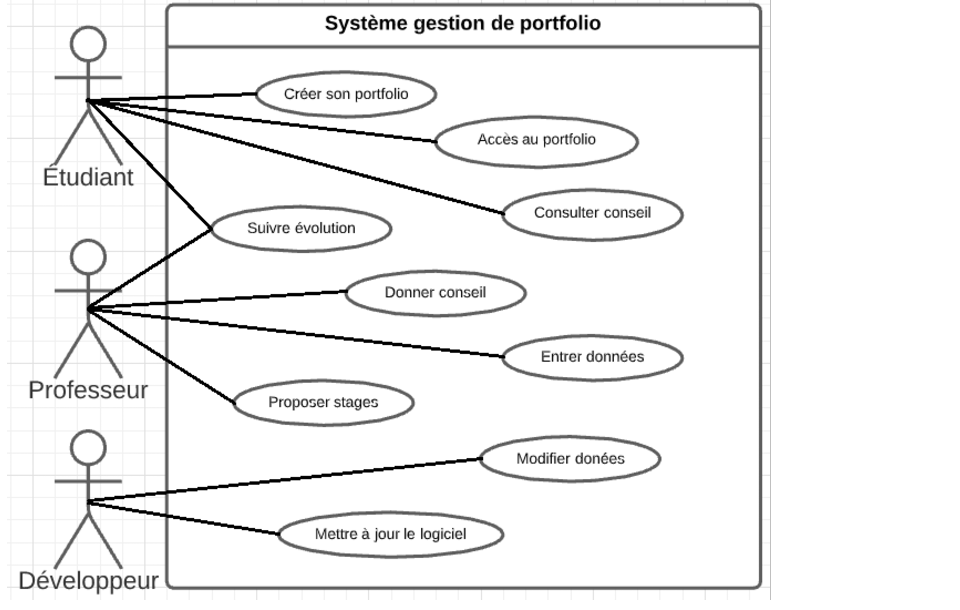 Système gestion de portfolio
Créer son portfolio
Accès au portfolio
Étudiant
Consulter conseil
Suivre évolution
Donner conseil
Entrer données
Professeur
Proposer stages
Modifier donées
Mettre à jour le logiciel
Développeur